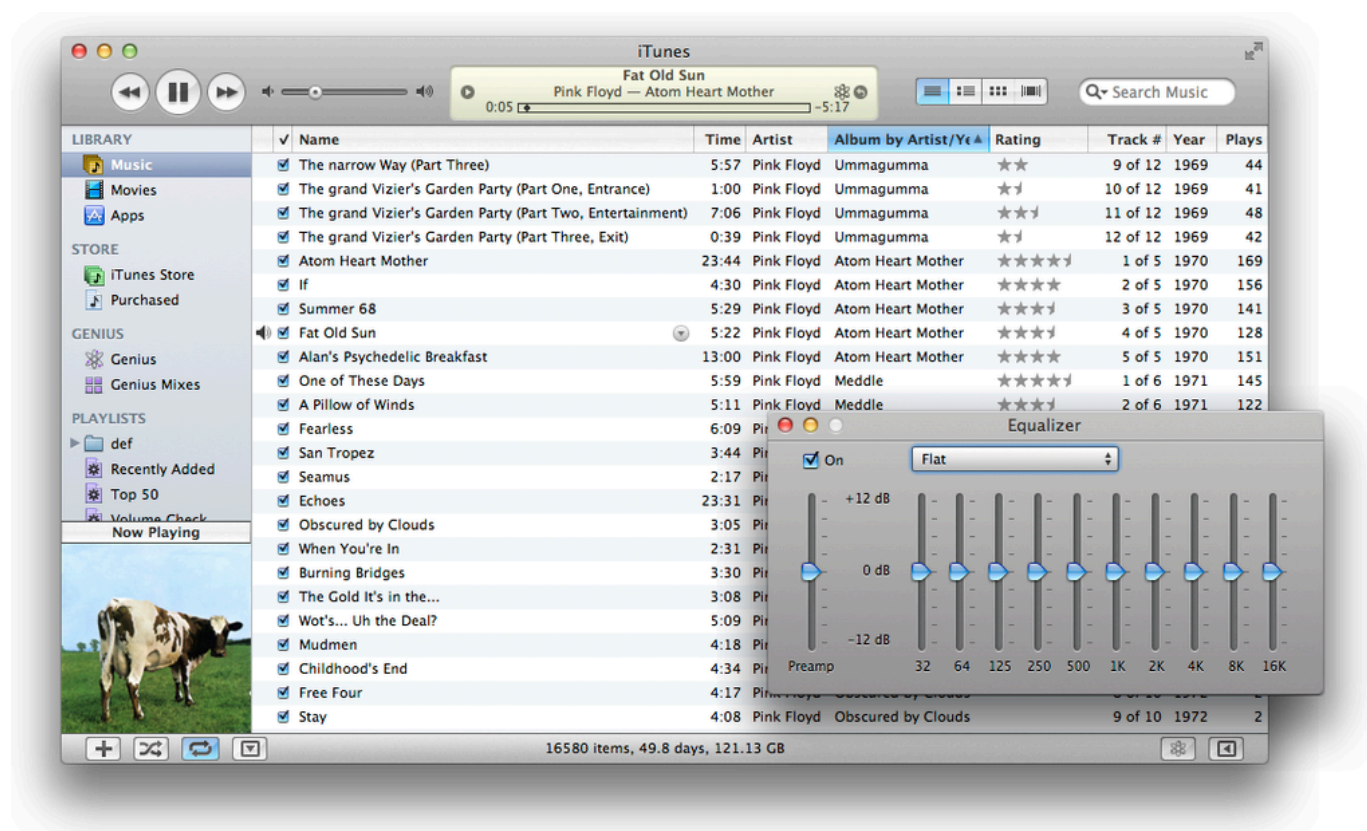 iTunes
Fat Old Sun
Pink Floyd — Atom Heart Mother
0:05 -5:17
Search Music
LIBRARY
Music
Movies
Apps
STORE
iTunes Store
Purchased
GENIUS
Genius
Genius Mixes
PLAYLISTS
def
Recently Added
Top 50
Volume Check
Now Playing
✓ Name Time Artist Album by Artist/Ye Rating Track # Year Plays
The narrow Way (Part Three) 5:57 Pink Floyd Ummagumma 9 of 12 1969 44
The grand Vizier's Garden Party (Part One, Entrance) 1:00 Pink Floyd Ummagumma 10 of 12 1969 41
The grand Vizier's Garden Party (Part Two, Entertainment) 7:06 Pink Floyd Ummagumma 11 of 12 1969 48
The grand Vizier's Garden Party (Part Three, Exit) 0:39 Pink Floyd Ummagumma 12 of 12 1969 42
Atom Heart Mother 23:44 Pink Floyd Atom Heart Mother 1 of 5 1970 169
If 4:30 Pink Floyd Atom Heart Mother 2 of 5 1970 156
Summer 68 5:29 Pink Floyd Atom Heart Mother 3 of 5 1970 141
Fat Old Sun 5:22 Pink Floyd Atom Heart Mother 4 of 5 1970 128
Alan's Psychedelic Breakfast 13:00 Pink Floyd Atom Heart Mother 5 of 5 1970 151
One of These Days 5:59 Pink Floyd Meddle 1 of 6 1971 145
A Pillow of Winds 5:11 Pink Floyd Meddle 2 of 6 1971 122
Fearless 6:09
San Tropez 3:44
Seamus 2:17
Echoes 23:31
Obscured by Clouds 3:05
When You're In 2:31
Burning Bridges 3:30
The Gold It's in the... 3:08
Wot's... Uh the Deal? 5:09
Mudmen 4:18
Childhood's End 4:34
Free Four 4:17
Stay 4:08 Pink Floyd Obscured by Clouds 9 of 10 1972 2
Equalizer
On Flat
+12 dB
0 dB
-12 dB
Preamp 32 64 125 250 500 1K 2K 4K 8K 16K
16580 items, 49.8 days, 121.13 GB